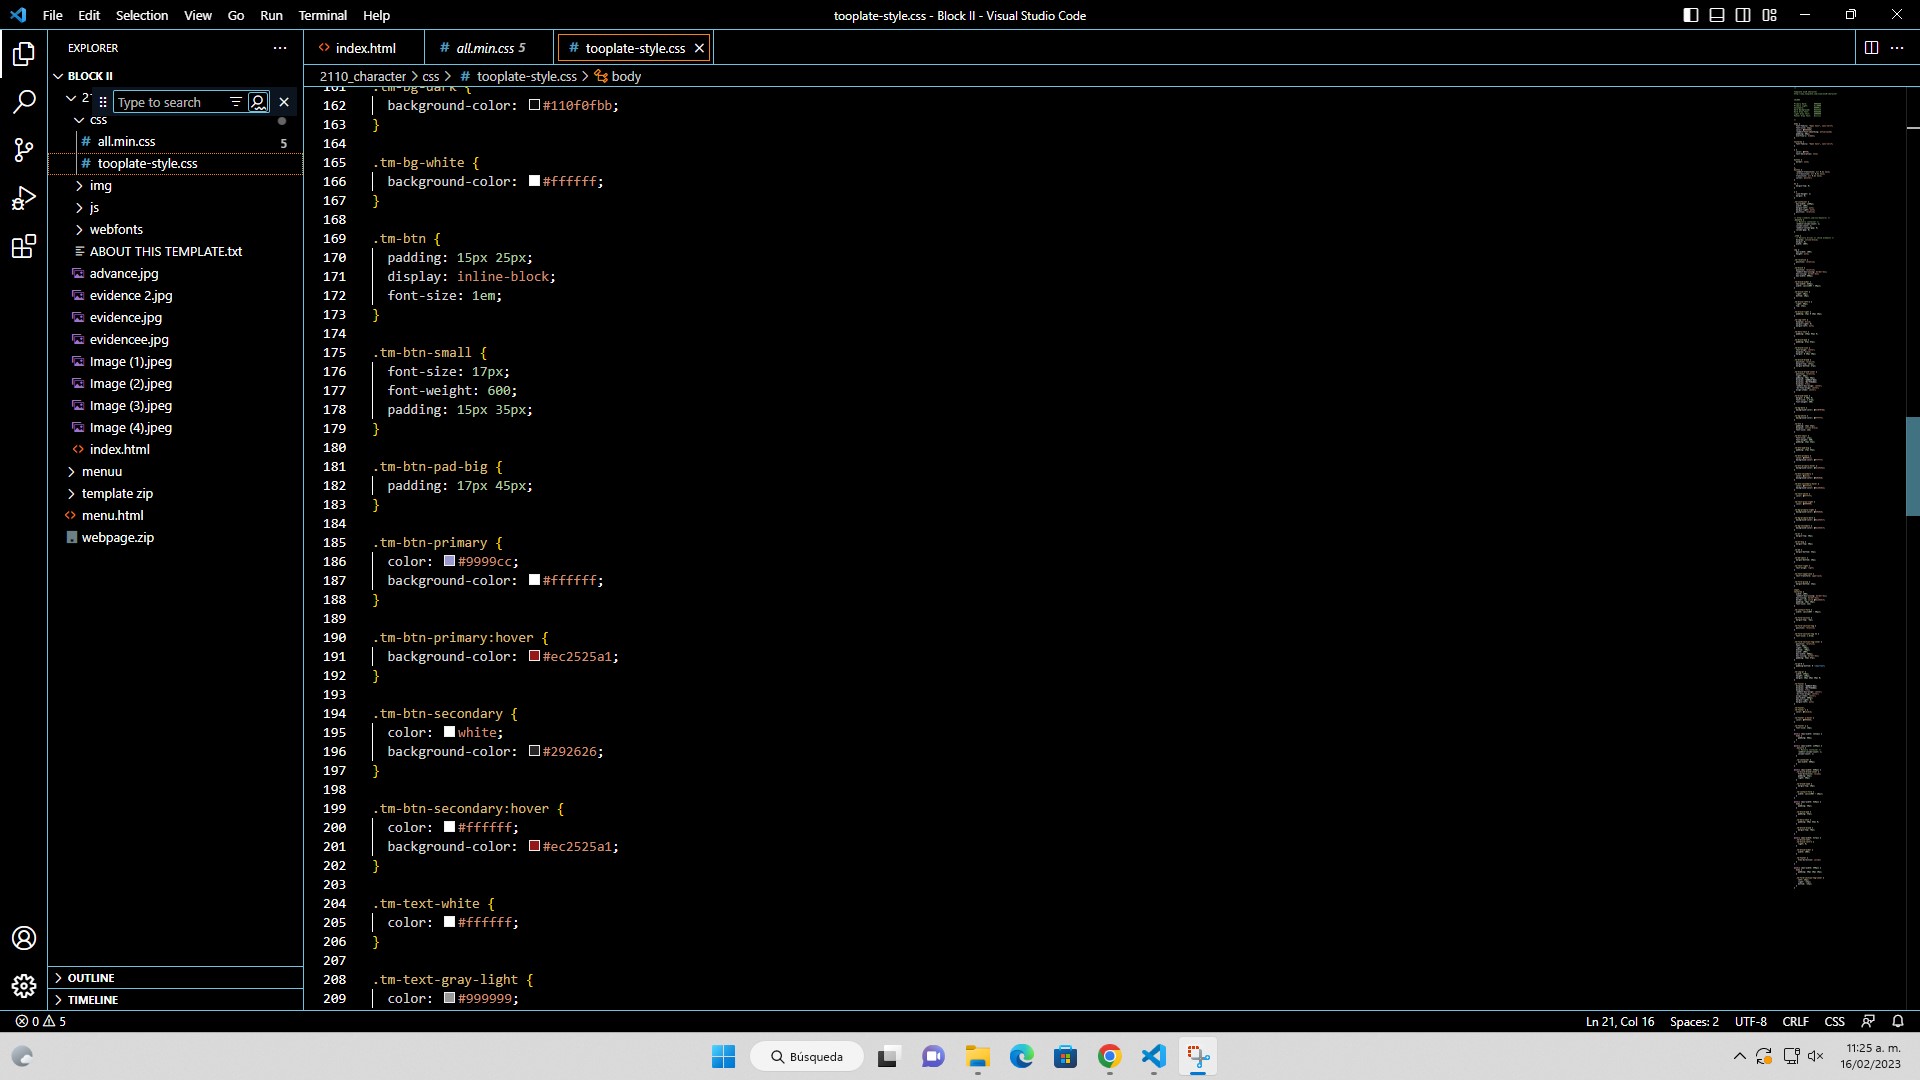 File Edit Selection View Go Run Terminal Help
tooplate-style.css - Block II - Visual Studio Code
EXPLORER
BLOCK II
Type to search
css
all.min.css 5
tooplate-style.css
img
js
webfonts
ABOUT THIS TEMPLATE.txt
advance.jpg
evidence 2.jpg
evidence.jpg
evidencee.jpg
Image (1).jpeg
Image (2).jpeg
Image (3).jpeg
Image (4).jpeg
index.html
menuu
template zip
menu.html
webpage.zip
OUTLINE
TIMELINE
index.html
# all.min.css 5
# tooplate-style.css
2110_character > css > # tooplate-style.css > body
161 .tm-bg-dark {
162 background-color: #110f0fbb;
163 }
164
165 .tm-bg-white {
166 background-color: #ffffff;
167 }
168
169 .tm-btn {
170 padding: 15px 25px;
171 display: inline-block;
172 font-size: 1em;
173 }
174
175 .tm-btn-small {
176 font-size: 17px;
177 font-weight: 600;
178 padding: 15px 35px;
179 }
180
181 .tm-btn-pad-big {
182 padding: 17px 45px;
183 }
184
185 .tm-btn-primary {
186 color: #9999cc;
187 background-color: #ffffff;
188 }
189
190 .tm-btn-primary:hover {
191 background-color: #ec2525a1;
192 }
193
194 .tm-btn-secondary {
195 color: white;
196 background-color: #292626;
197 }
198
199 .tm-btn-secondary:hover {
200 color: #ffffff;
201 background-color: #ec2525a1;
202 }
203
204 .tm-text-white {
205 color: #ffffff;
206 }
207
208 .tm-text-gray-light {
209 color: #999999;
0 5
Ln 21, Col 16 Spaces: 2 UTF-8 CRLF CSS
Búsqueda
11:25 a. m.
16/02/2023